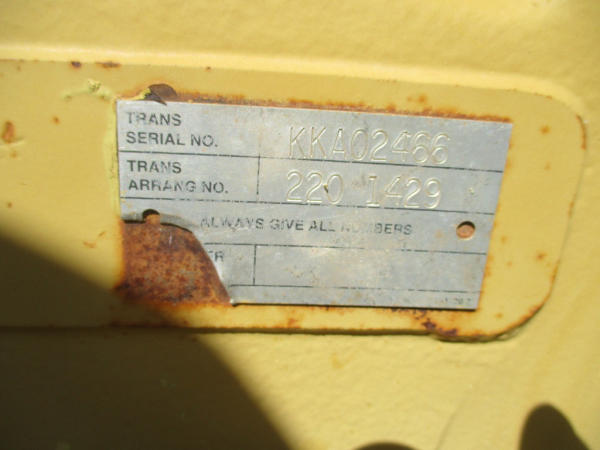 TRANS
SERIAL NO. KKA02466
TRANS
ARRANG NO. 220 1429
ALWAYS GIVE ALL NUMBERS